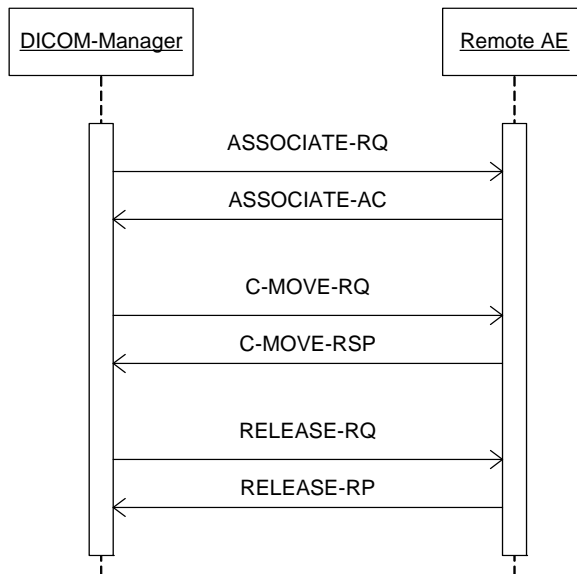 DICOM-Manager
Remote AE
ASSOCIATE-RQ
ASSOCIATE-AC
C-MOVE-RQ
C-MOVE-RSP
RELEASE-RQ
RELEASE-RP